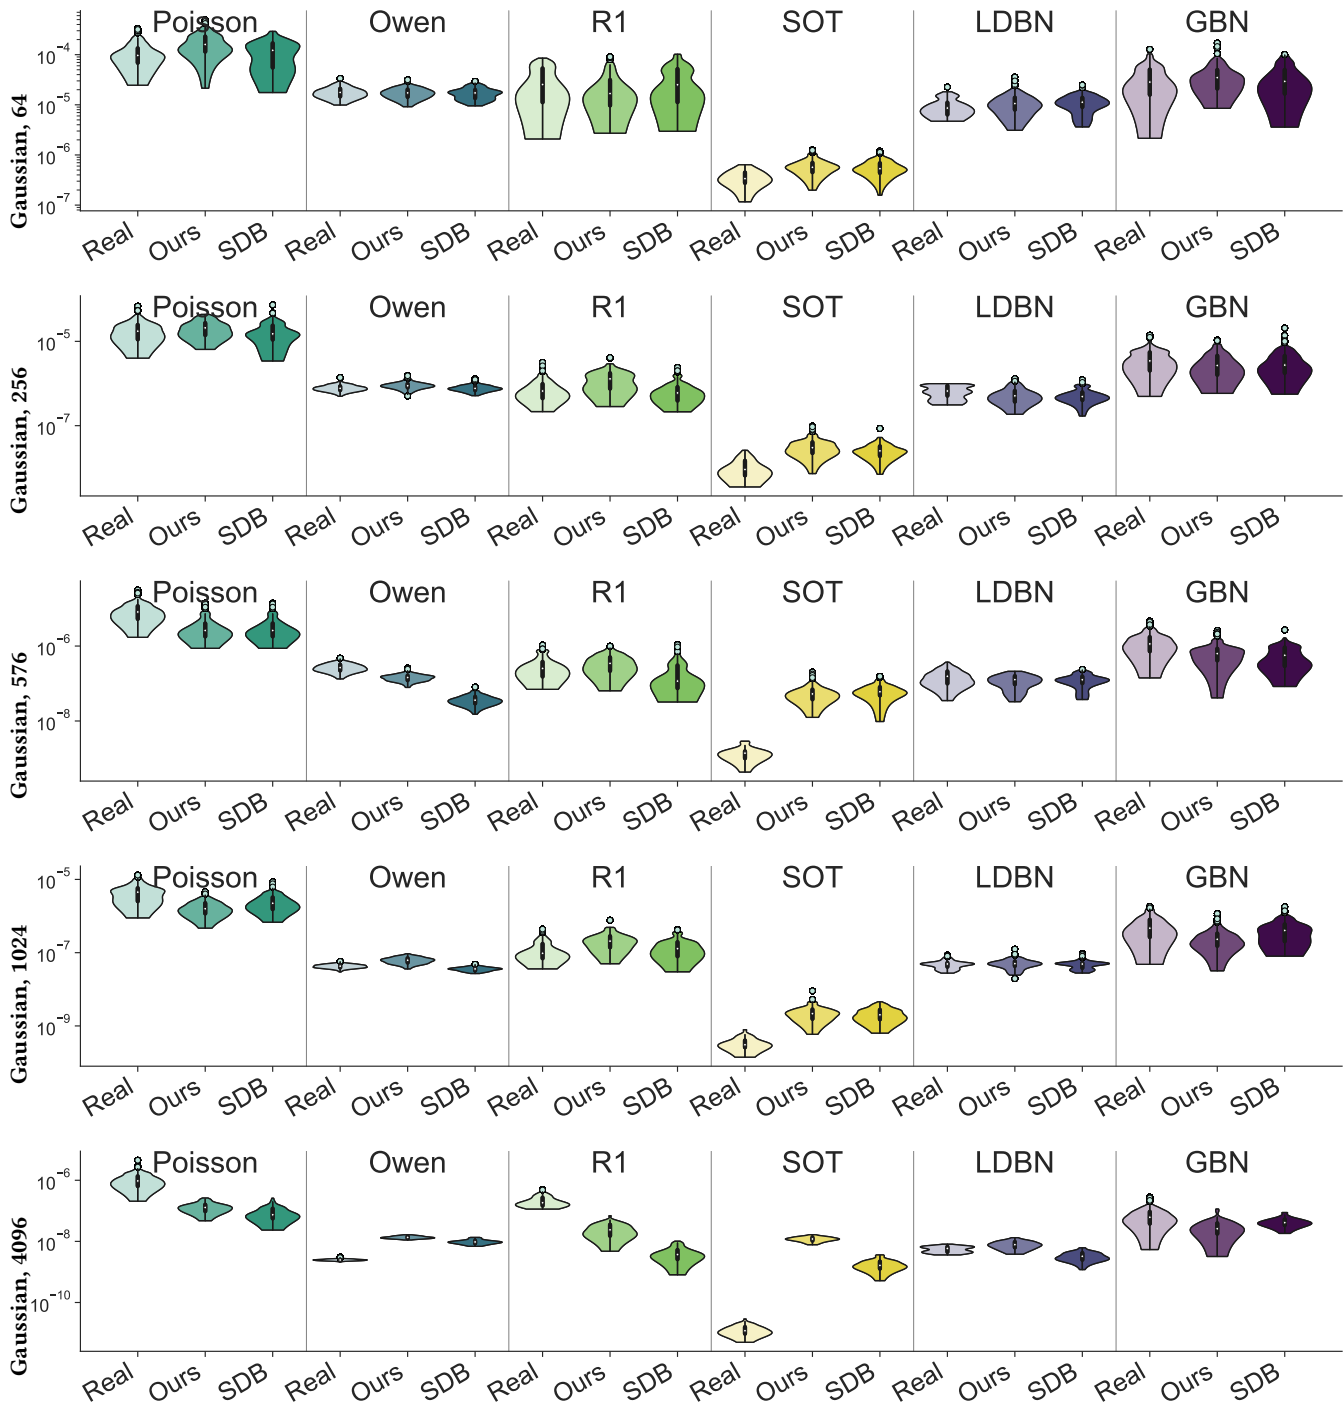 Gaussian, 64
Poisson Owen R1 SOT LDBN GBN
10⁻⁴
10⁻⁵
10⁻⁶
10⁻⁷
Real Ours SDB Real Ours SDB Real Ours SDB Real Ours SDB Real Ours SDB Real Ours SDB
Gaussian, 256
Poisson Owen R1 SOT LDBN GBN
10⁻⁵
10⁻⁷
Real Ours SDB Real Ours SDB Real Ours SDB Real Ours SDB Real Ours SDB Real Ours SDB
Gaussian, 576
Poisson Owen R1 SOT LDBN GBN
10⁻⁶
10⁻⁸
Real Ours SDB Real Ours SDB Real Ours SDB Real Ours SDB Real Ours SDB Real Ours SDB
Gaussian, 1024
Poisson Owen R1 SOT LDBN GBN
10⁻⁵
10⁻⁷
10⁻⁹
Real Ours SDB Real Ours SDB Real Ours SDB Real Ours SDB Real Ours SDB Real Ours SDB
Gaussian, 4096
Poisson Owen R1 SOT LDBN GBN
10⁻⁶
10⁻⁸
10⁻¹⁰
Real Ours SDB Real Ours SDB Real Ours SDB Real Ours SDB Real Ours SDB Real Ours SDB